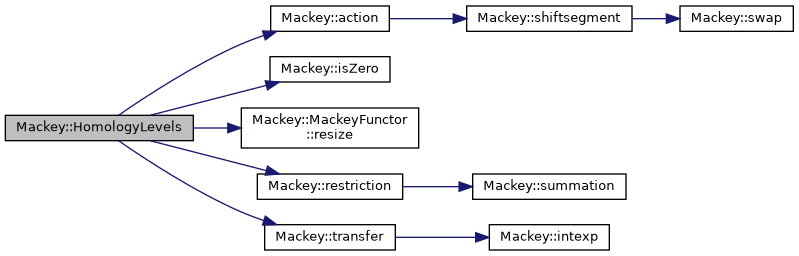 Mackey::action
Mackey::shiftsegment
Mackey::swap
Mackey::isZero
Mackey::HomologyLevels
Mackey::MackeyFunctor
::resize
Mackey::restriction
Mackey::summation
Mackey::transfer
Mackey::intexp